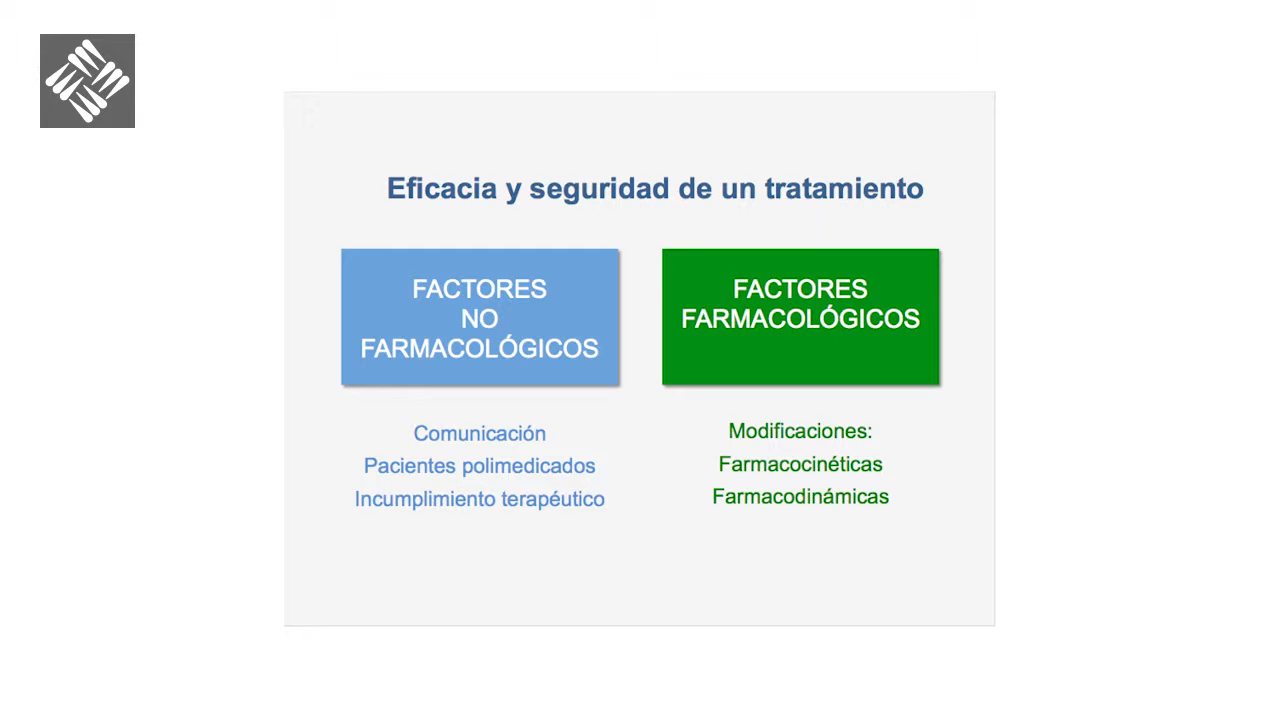 Eficacia y seguridad de un tratamiento
FACTORES
NO
FARMACOLÓGICOS
Comunicación
Pacientes polimedicados
Incumplimiento terapéutico
FACTORES
FARMACOLÓGICOS
Modificaciones:
Farmacocinéticas
Farmacodinámicas